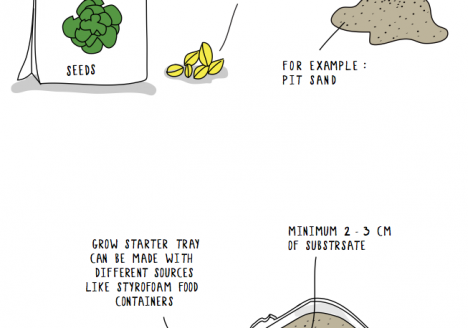 SEEDS
FOR EXAMPLE :
PIT SAND
MINIMUM 2 - 3 CM
OF SUBSTRSATE
GROW STARTER TRAY
CAN BE MADE WITH
DIFFERENT SOURCES
LIKE STYROFOAM FOOD
CONTAINERS